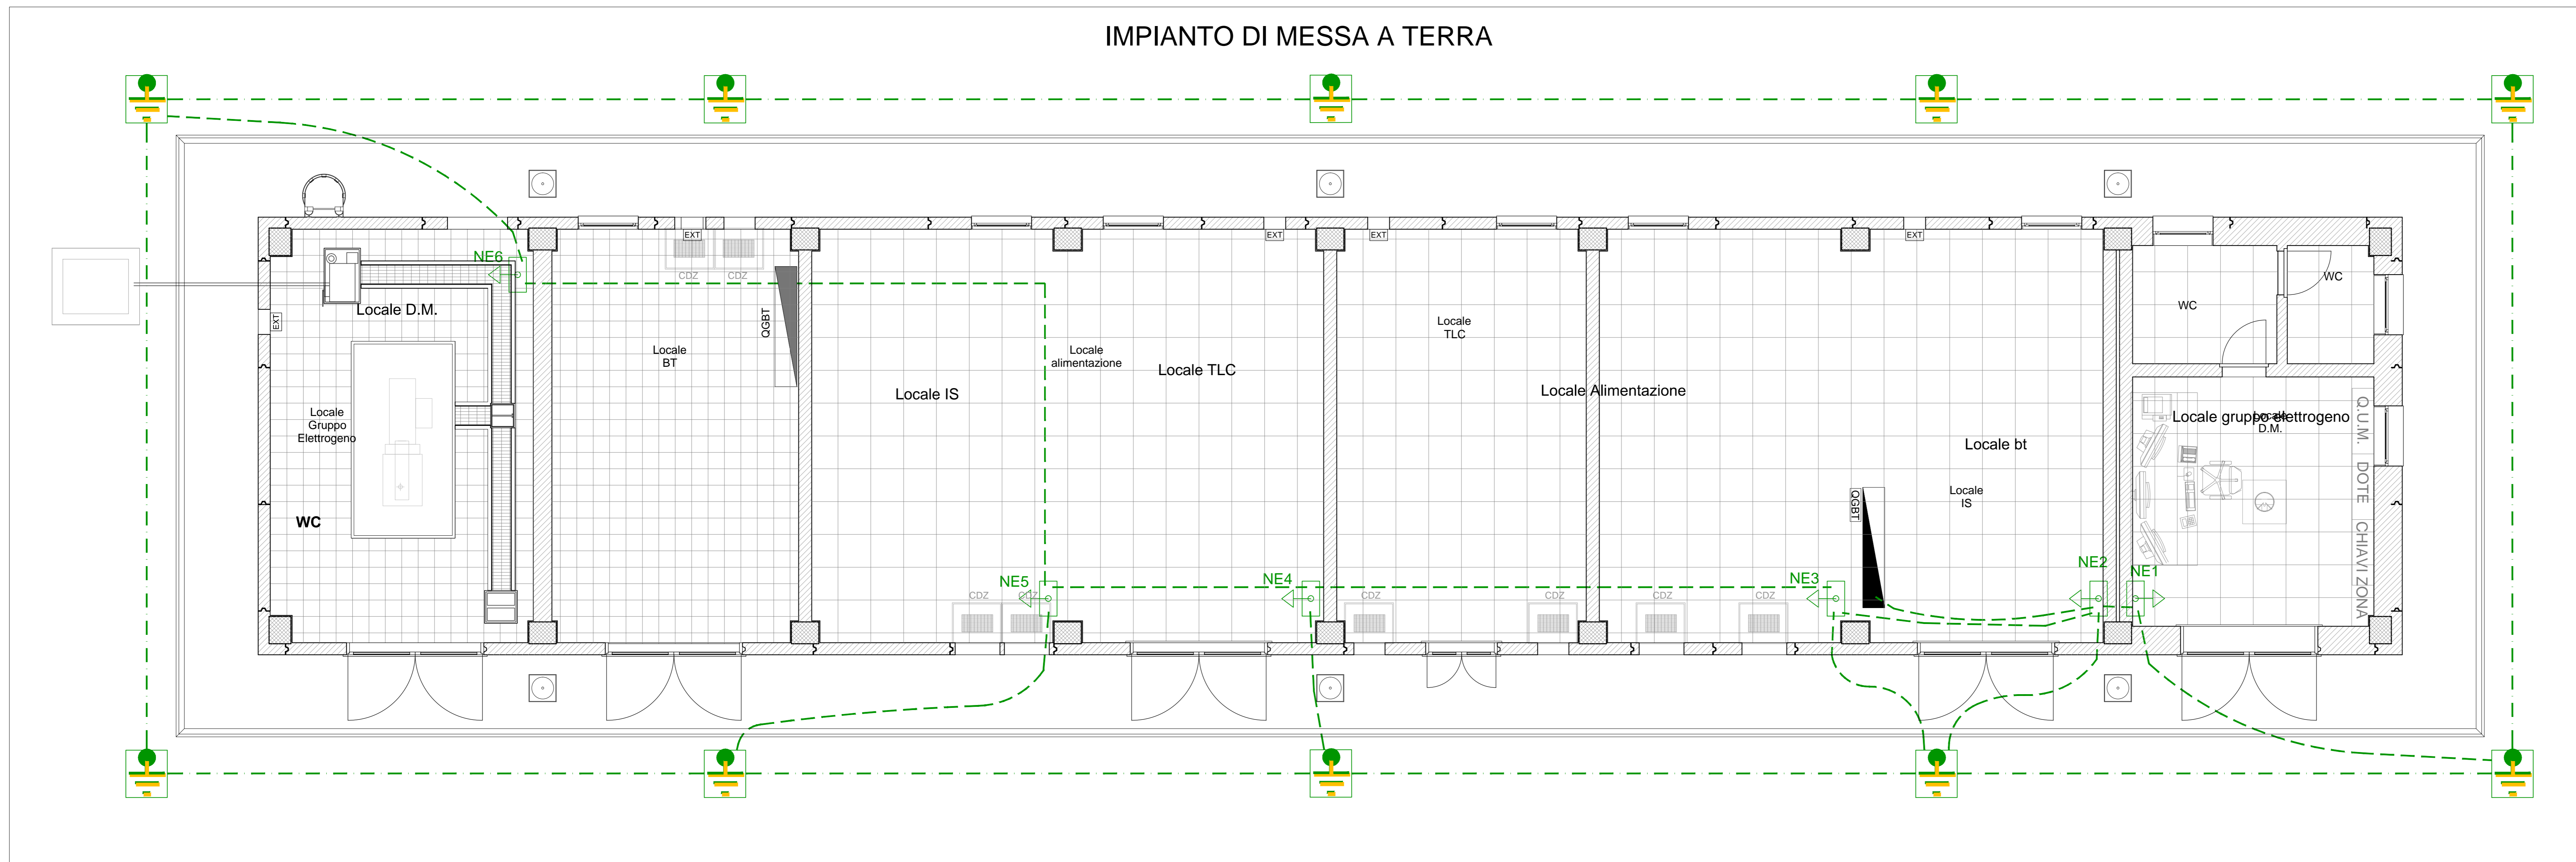 IMPIANTO DI MESSA A TERRA
EXT
EXT
EXT
EXT
NE6
CDZ
CDZ
WC
WC
Locale D.M.
EXT
QGBT
Locale
TLC
Locale
BT
Locale
alimentazione
Locale TLC
Locale IS
Locale Alimentazione
Locale
Gruppo
Elettrogeno
Locale gruppo elettrogeno
Locale
D.M.
Q.U.M.
DOTE
CHIAVI ZONA
Locale bt
Locale
IS
QGBT
WC
NE5
NE4
NE3
NE2
NE1
CDZ
CDZ
CDZ
CDZ
CDZ
CDZ